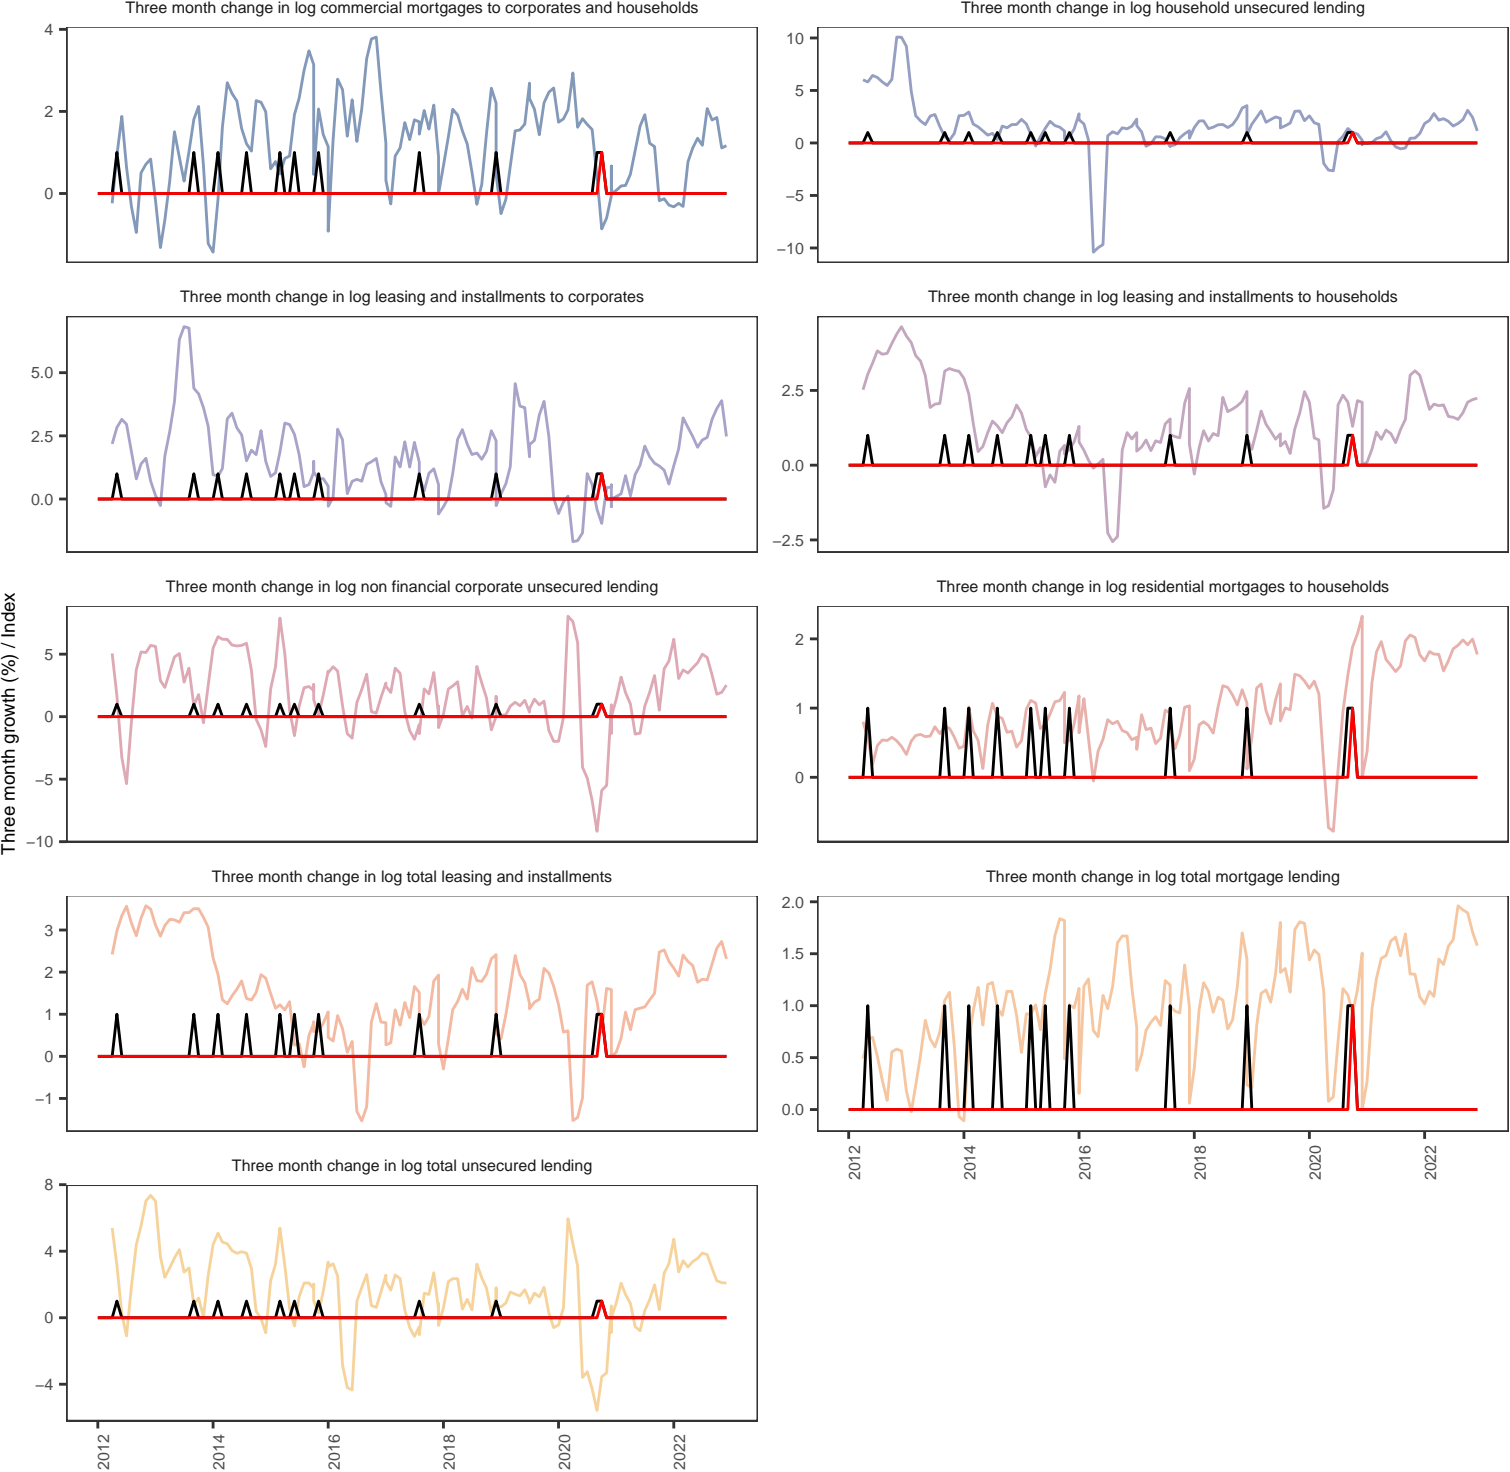 Three month change in log commercial mortgages to corporates and households
4
2
0
Three month change in log household unsecured lending
10
5
0
−5
−10
Three month change in log leasing and installments to corporates
5.0
2.5
0.0
Three month change in log leasing and installments to households
2.5
0.0
−2.5
Three month growth (%) / Index
Three month change in log non financial corporate unsecured lending
5
0
−5
−10
Three month change in log residential mortgages to households
2
1
0
Three month change in log total leasing and installments
3
2
1
0
−1
Three month change in log total mortgage lending
2.0
1.5
1.0
0.5
0.0
2012 2014 2016 2018 2020 2022
Three month change in log total unsecured lending
8
4
0
−4
2012 2014 2016 2018 2020 2022